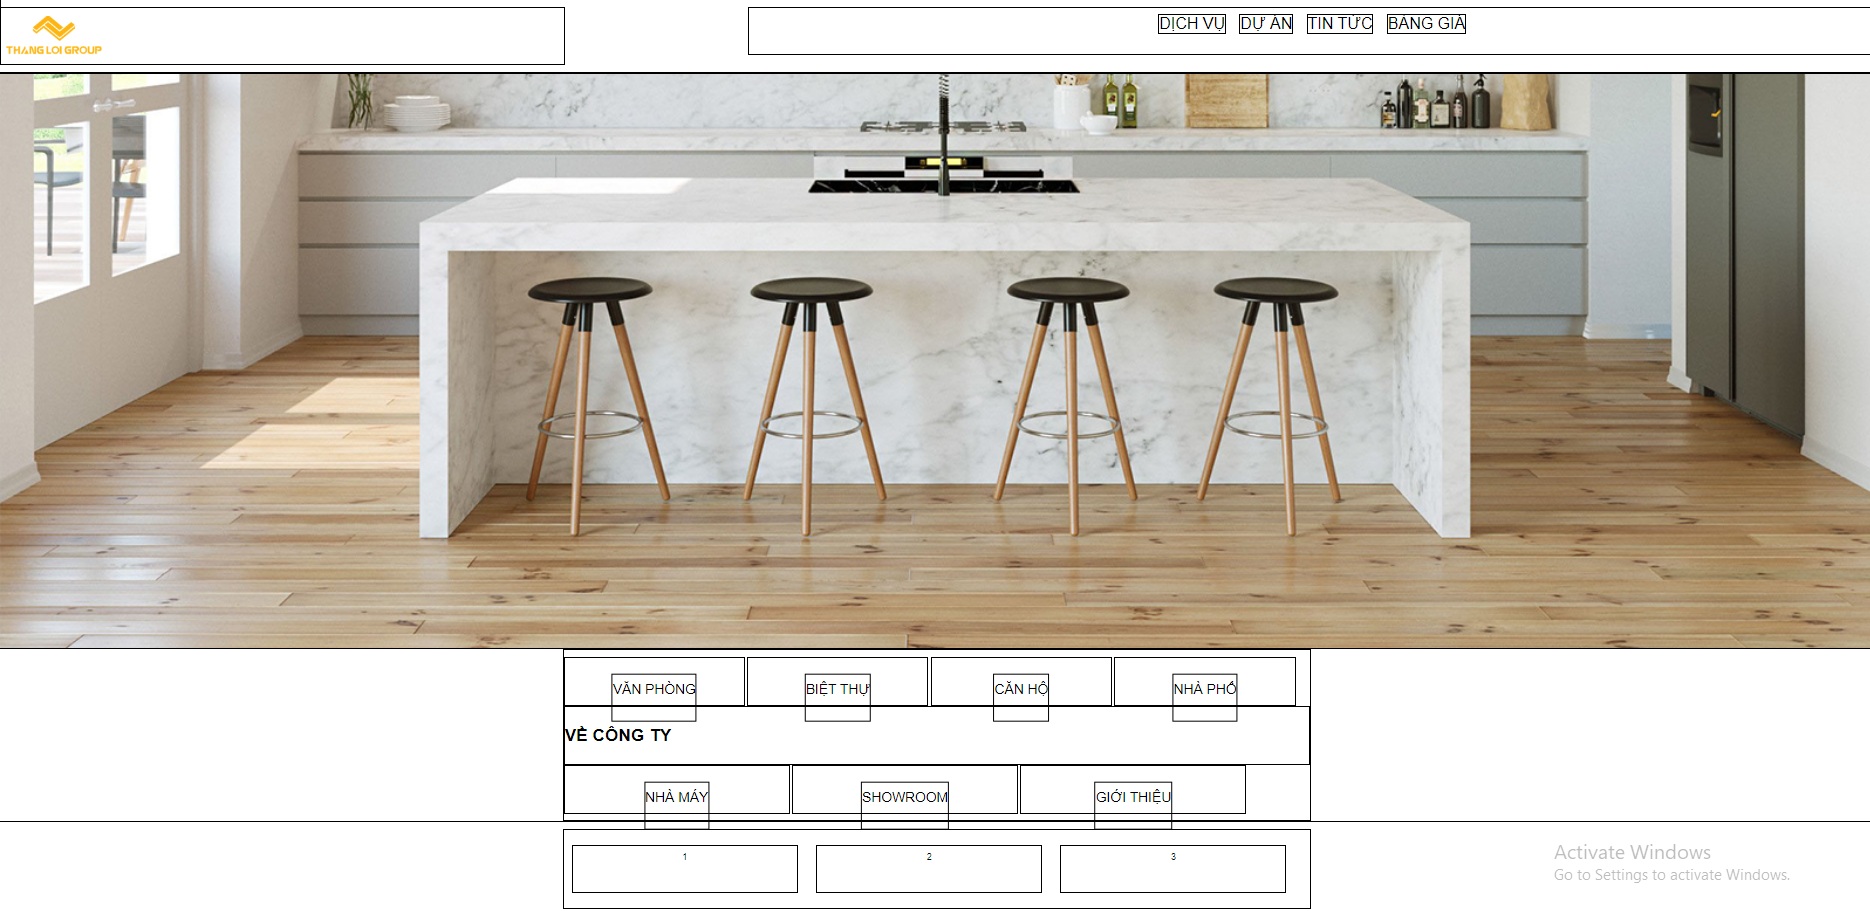 THANG LOI GROUP
DỊCH VỤ DỰ ÁN TIN TỨC BẢNG GIÁ
VĂN PHÒNG BIỆT THỰ CĂN HỘ NHÀ PHỐ
VỀ CÔNG TY
NHÀ MÁY SHOWROOM GIỚI THIỆU
1 2 3
Activate Windows
Go to Settings to activate Windows.